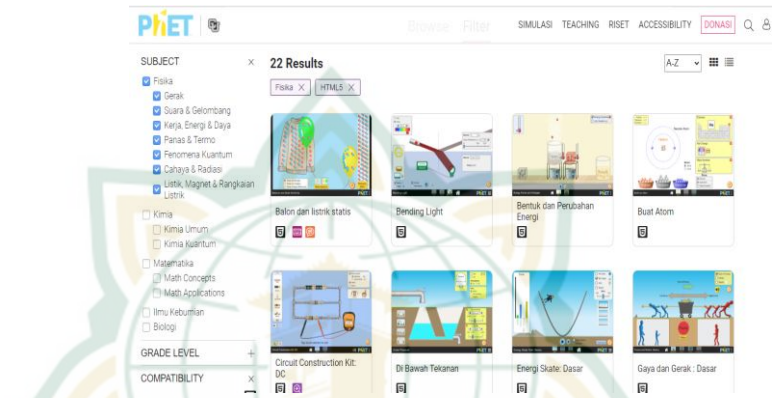 PhET
Browse Filter
SIMULASI TEACHING RISET ACCESSIBILITY DONASI
SUBJECT ×
Fisika
Gerak
Suara & Gelombang
Kerja, Energi & Daya
Panas & Termo
Fenomena Kuantum
Cahaya & Radiasi
Listik, Magnet & Rangkaian
Listrik
Kimia
Kimia Umum
Kimia Kuantum
Matematika
Math Concepts
Math Applications
Ilmu Kebumian
Biologi
GRADE LEVEL +
COMPATIBILITY ×
22 Results
A-Z
Fisika X HTML5 X
Balon dan listrik statis
Bending Light
Bentuk dan Perubahan
Energi
Buat Atom
Circuit Construction Kit:
DC
Di Bawah Tekanan
Energi Skate: Dasar
Gaya dan Gerak : Dasar